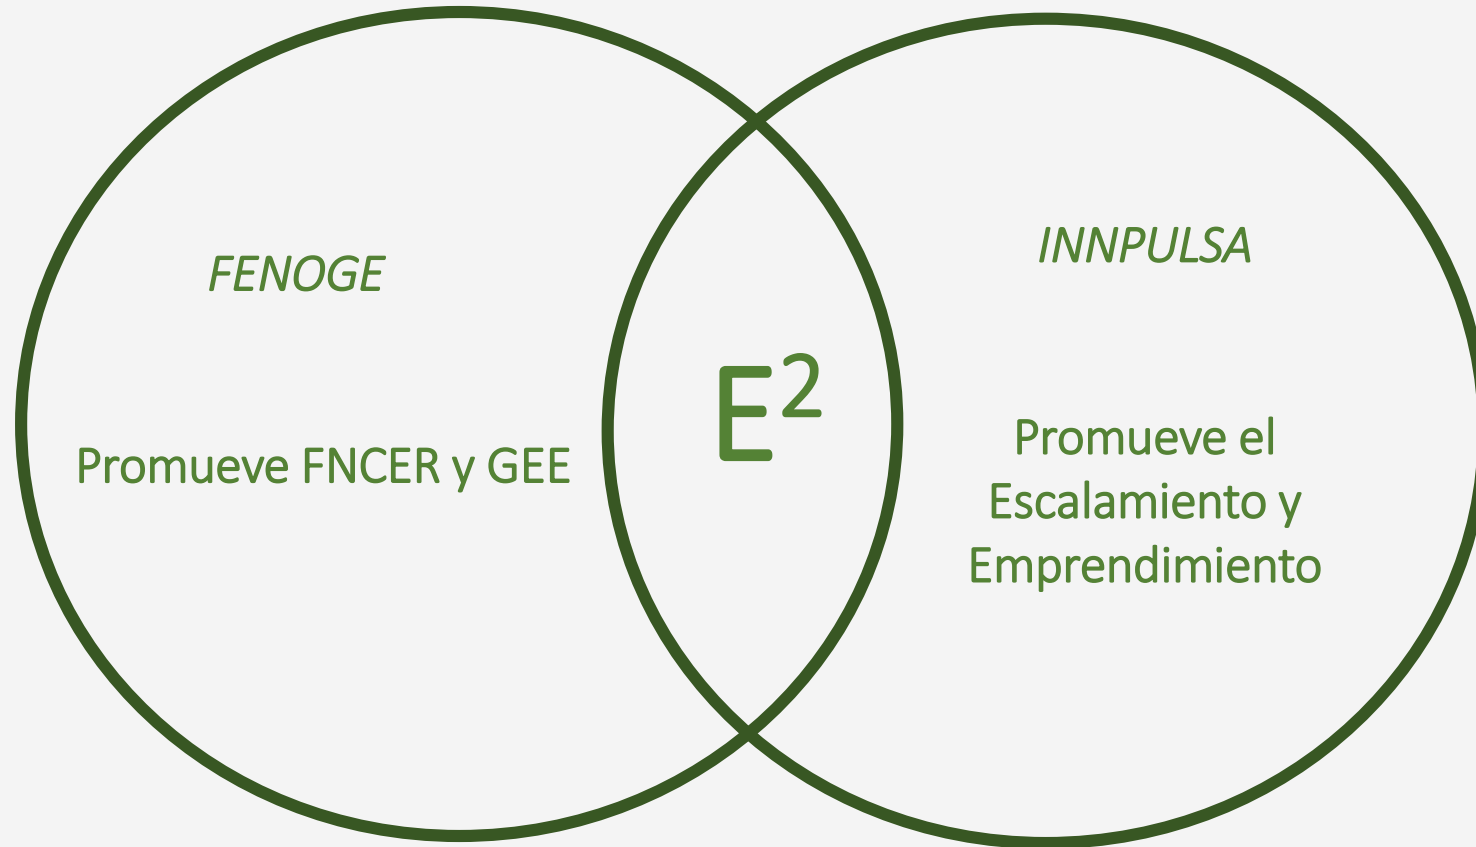 FENOGE
Promueve FNCER y GEE
E²
INNPULSA
Promueve el
Escalamiento y
Emprendimiento